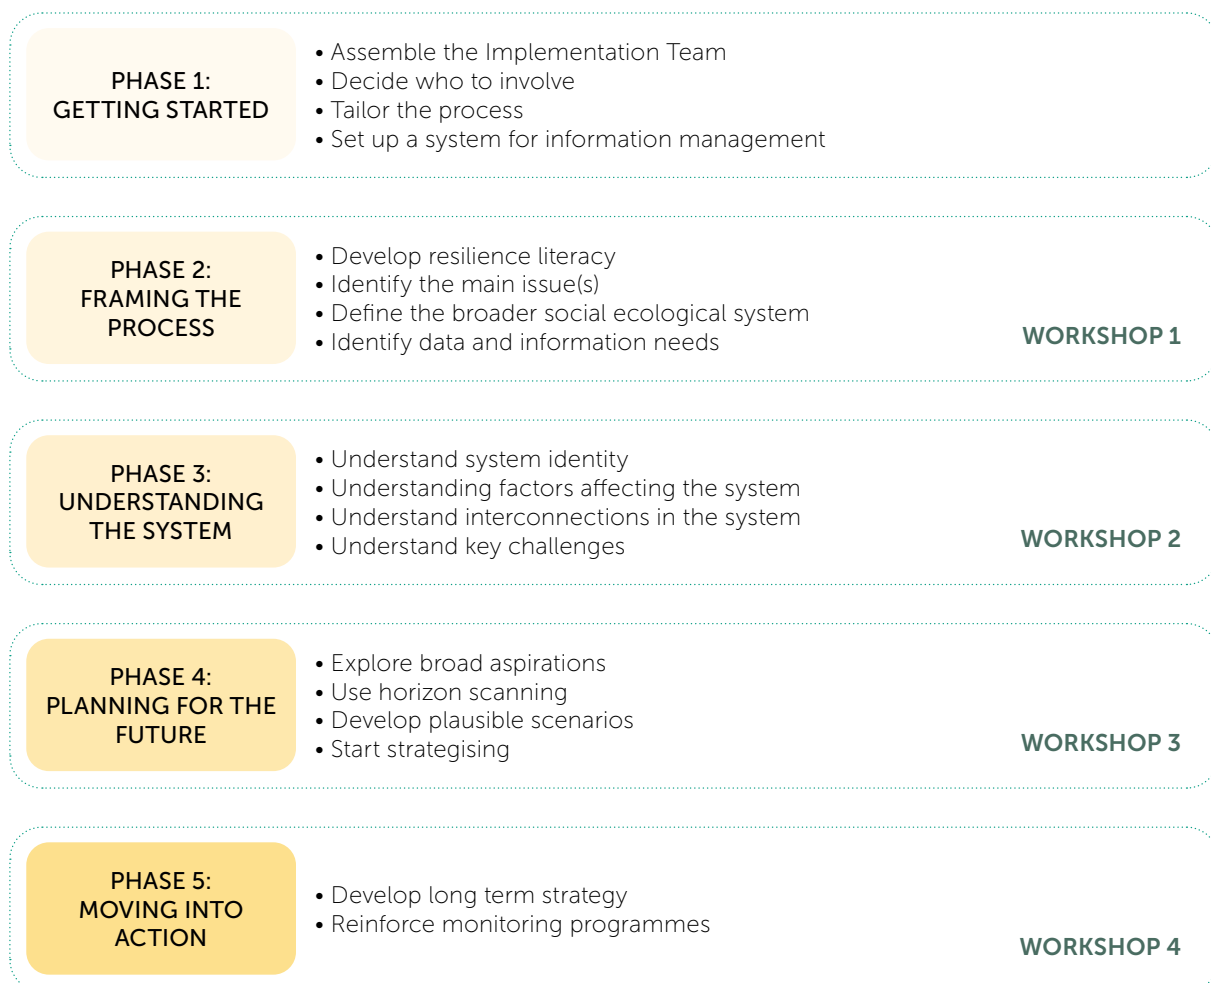 PHASE 1:
GETTING STARTED
• Assemble the Implementation Team
• Decide who to involve
• Tailor the process
• Set up a system for information management
PHASE 2:
FRAMING THE
PROCESS
• Develop resilience literacy
• Identify the main issue(s)
• Define the broader social ecological system
• Identify data and information needs
WORKSHOP 1
PHASE 3:
UNDERSTANDING
THE SYSTEM
• Understand system identity
• Understanding factors affecting the system
• Understand interconnections in the system
• Understand key challenges
WORKSHOP 2
PHASE 4:
PLANNING FOR THE
FUTURE
• Explore broad aspirations
• Use horizon scanning
• Develop plausible scenarios
• Start strategising
WORKSHOP 3
PHASE 5:
MOVING INTO
ACTION
• Develop long term strategy
• Reinforce monitoring programmes
WORKSHOP 4